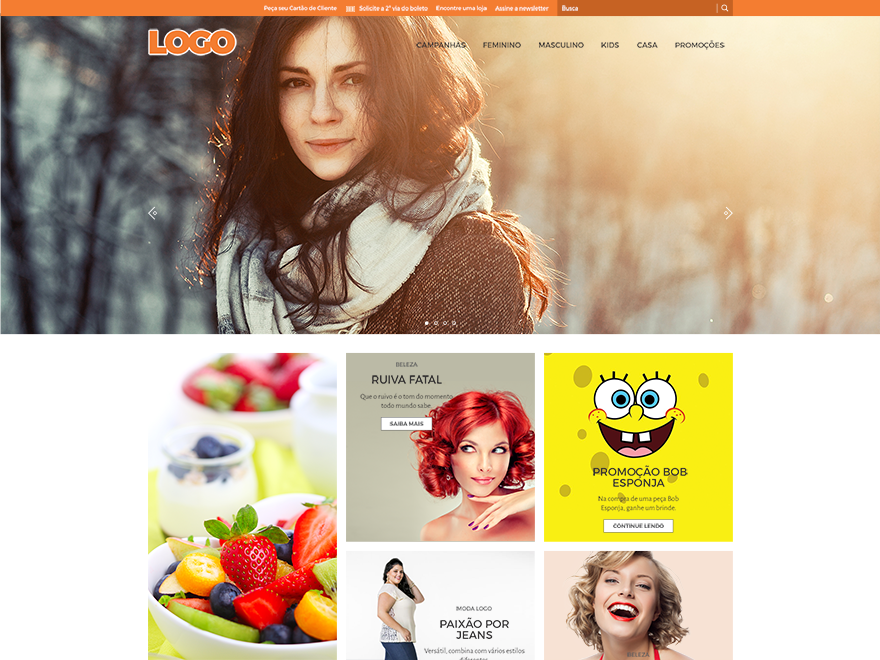 Peça seu Cartão de Cliente
Solicite a 2ª via do boleto
Encontre uma loja
Assine a newsletter
Busca
LOGO
CAMPANHAS
FEMININO
MASCULINO
KIDS
CASA
PROMOÇÕES
BELEZA
RUIVA FATAL
Que o ruivo é o tom do momento,
todo mundo sabe.
SAIBA MAIS
PROMOÇÃO BOB
ESPONJA
Na compra de uma peça Bob
Esponja, ganhe um brinde.
CONTINUE LENDO
MODA LOGO
PAIXÃO POR
JEANS
Versátil, combina com vários estilos
diferentes
BELEZA